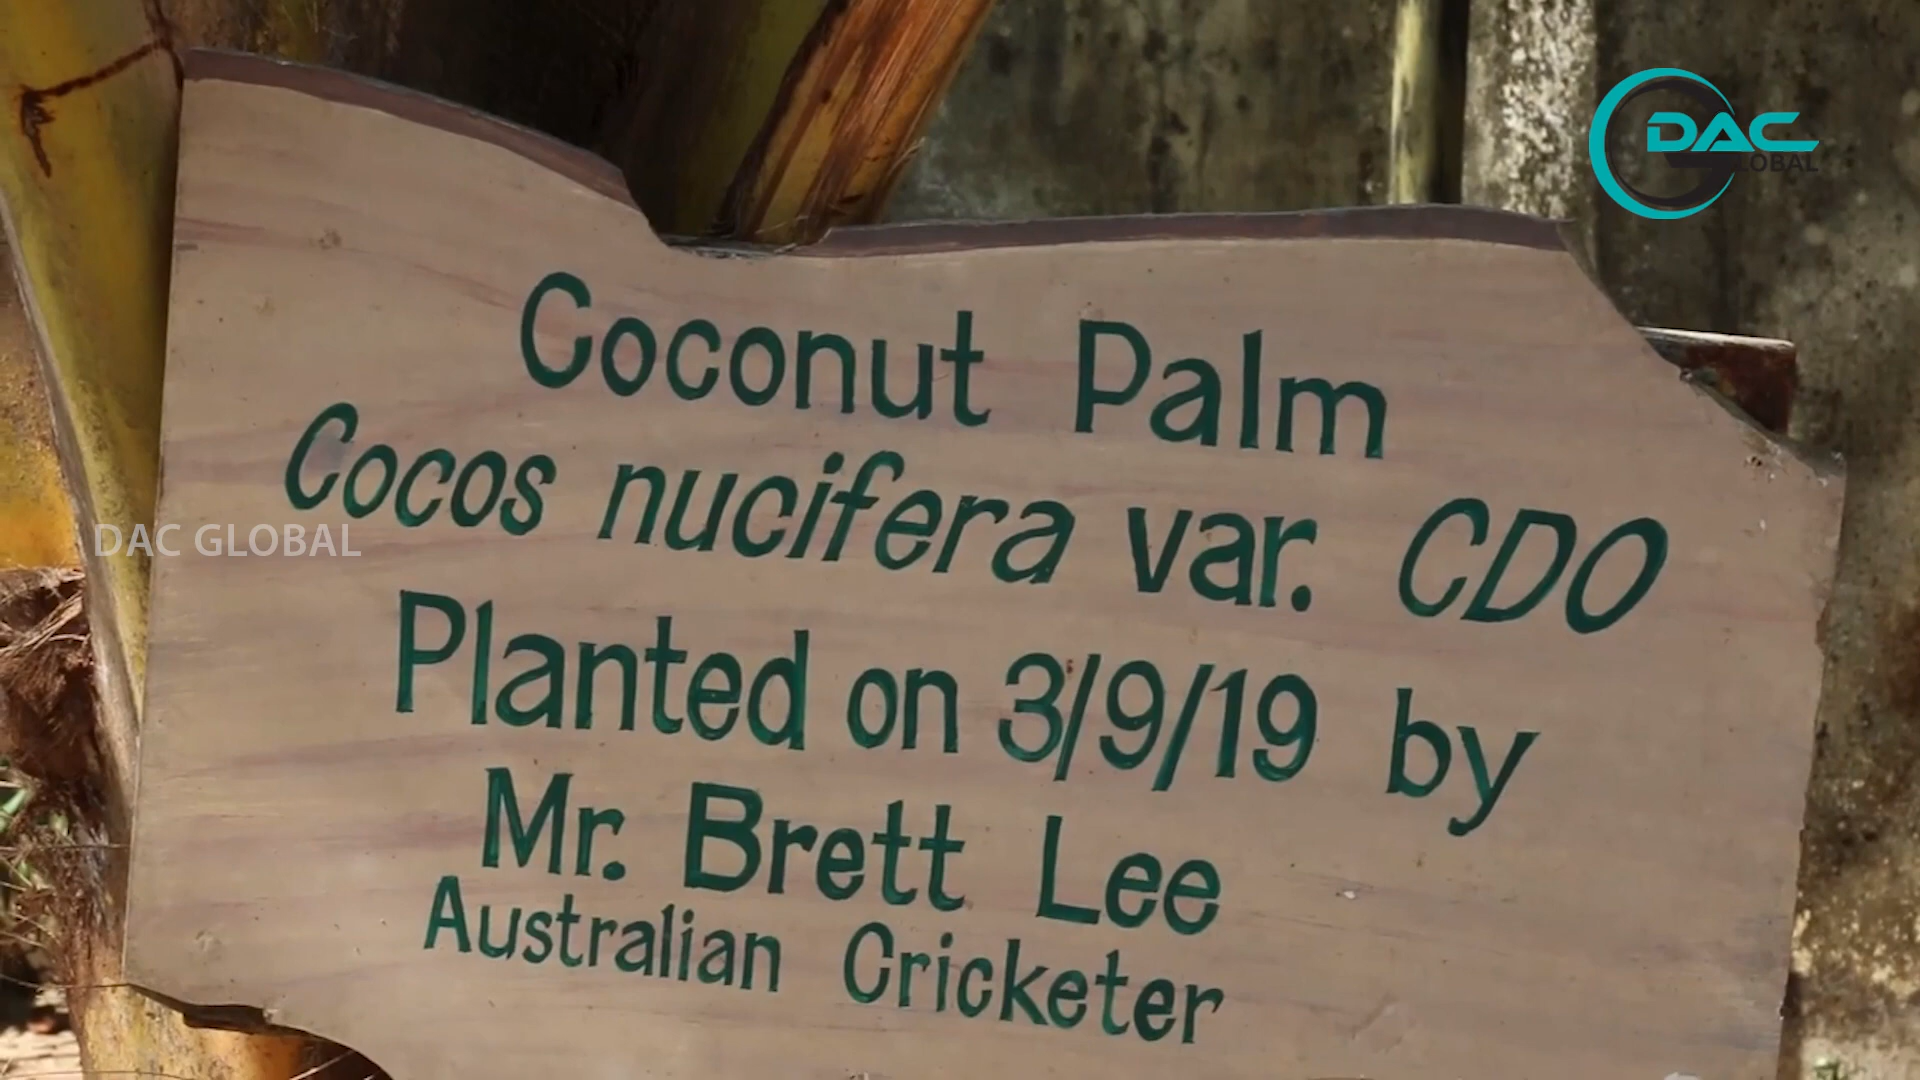 DAC
GLOBAL
Coconut Palm
Cocos nucifera var. CDO
DAC GLOBAL
Planted on 3/9/19 by
Mr. Brett Lee
Australian Cricketer